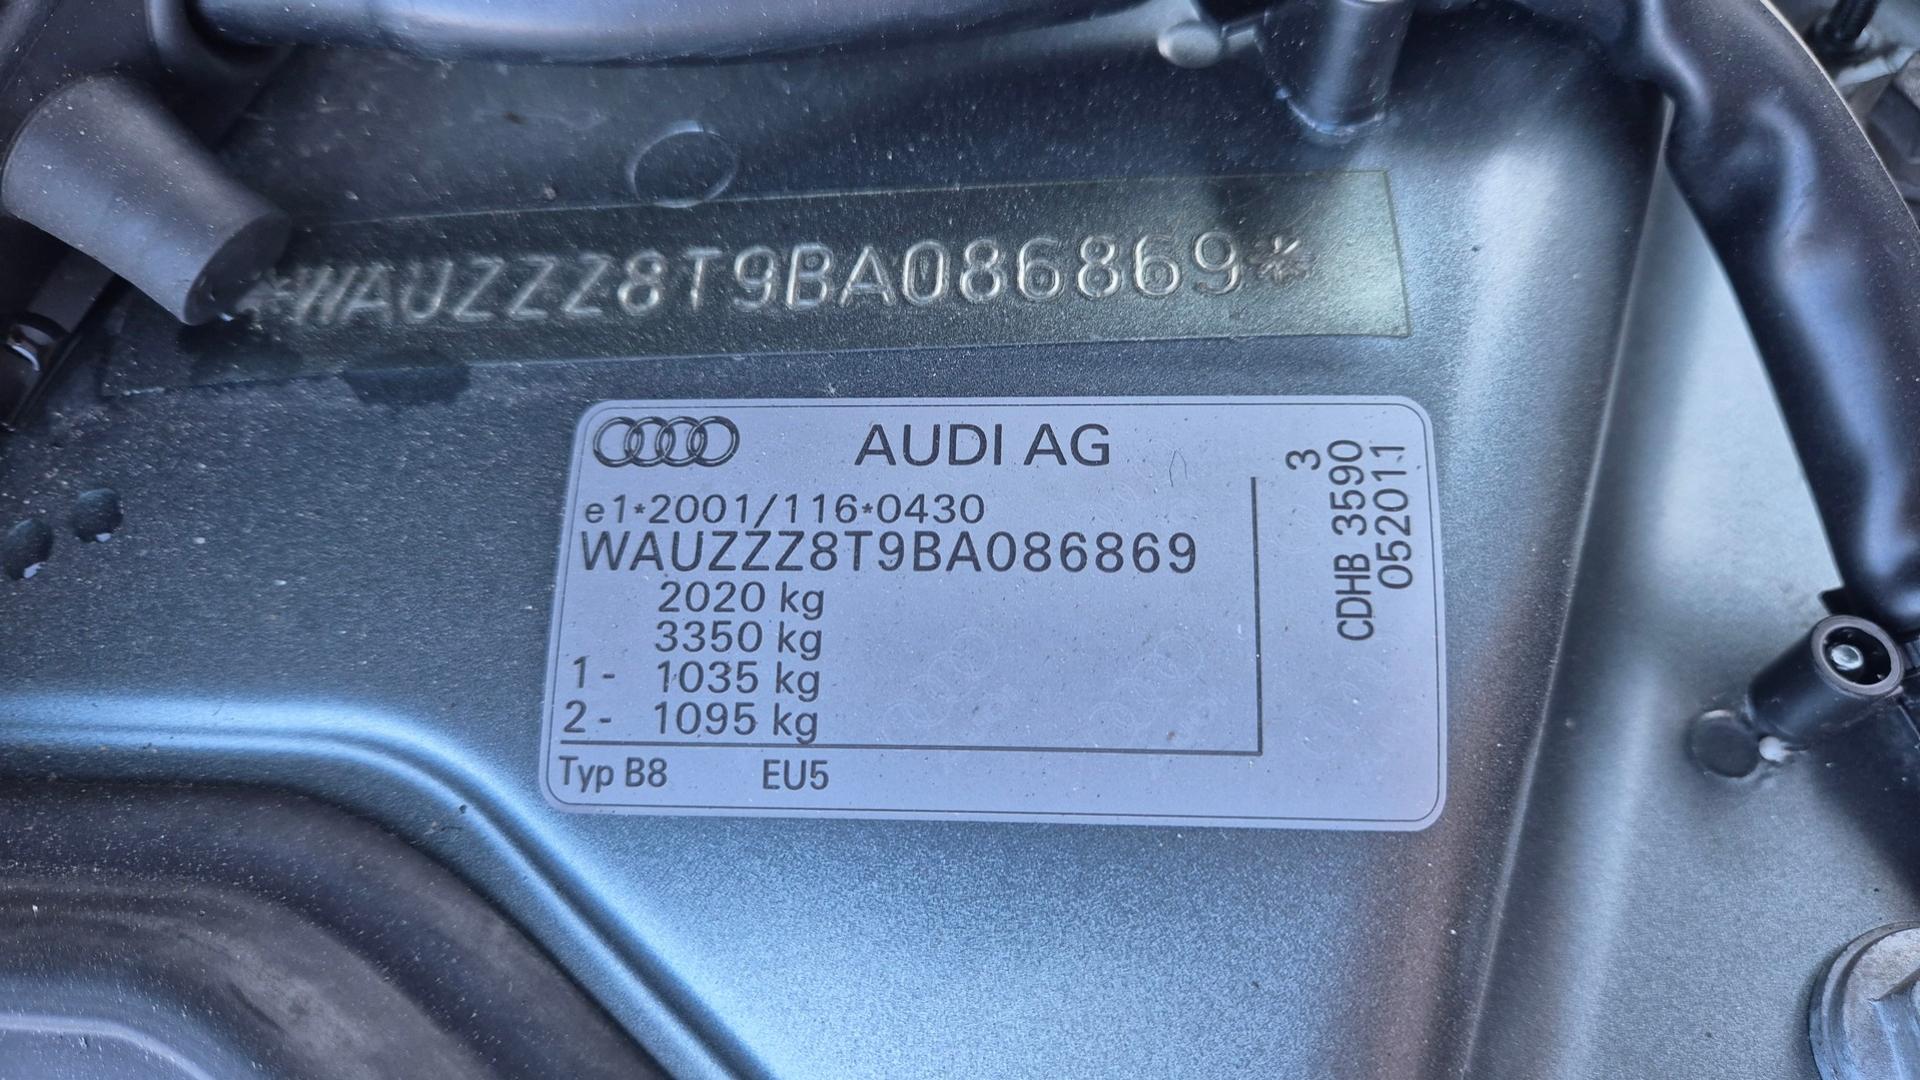 *WAUZZZ8T9BA086869*
AUDI AG
e1*2001/116*0430
WAUZZZ8T9BA086869
2020 kg
3350 kg
1- 1035 kg
2- 1095 kg
Typ B8 EU5
3
CDHB 3590
052011